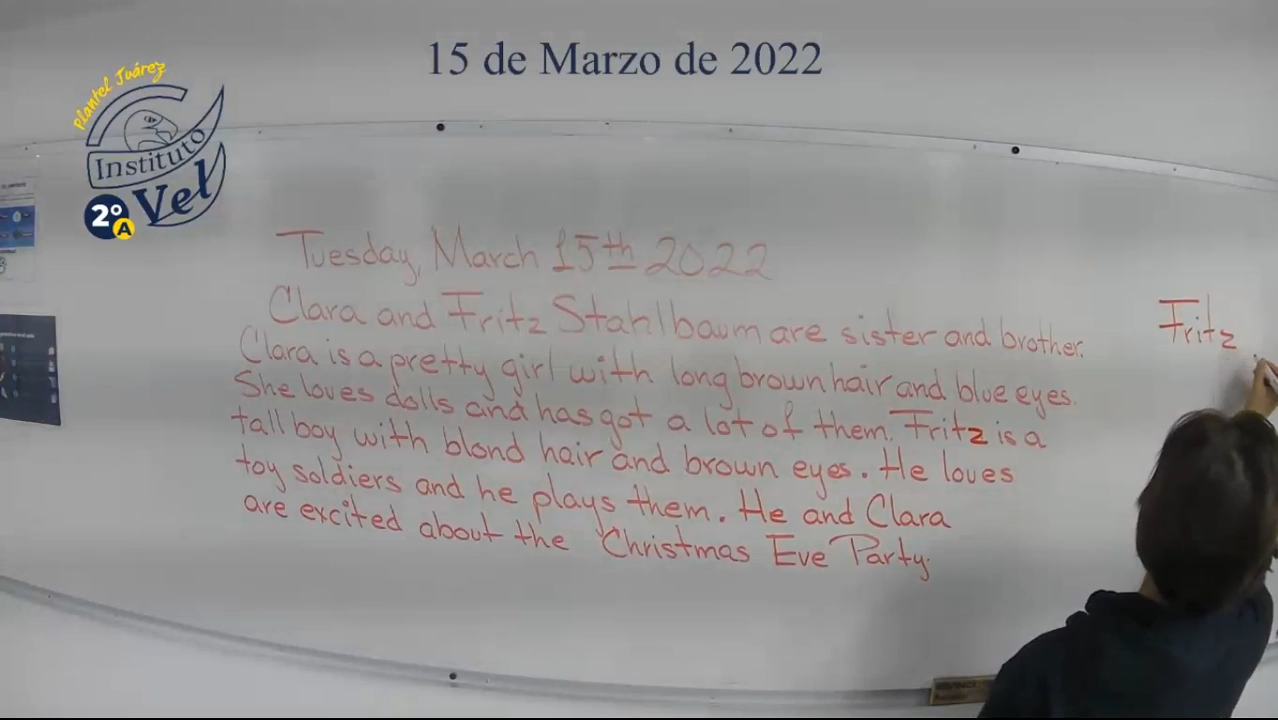 15 de Marzo de 2022
Plantel Juárez
Instituto
Vel
2° A
Tuesday, March 15th 2022
Clara and Fritz Stahlbaum are sister and brother.
Clara is a pretty girl with long brown hair and blue eyes.
She loves dolls and has got a lot of them. Fritz is a
tall boy with blond hair and brown eyes. He loves
toy soldiers and he plays them. He and Clara
are excited about the Christmas Eve Party.
Fritz